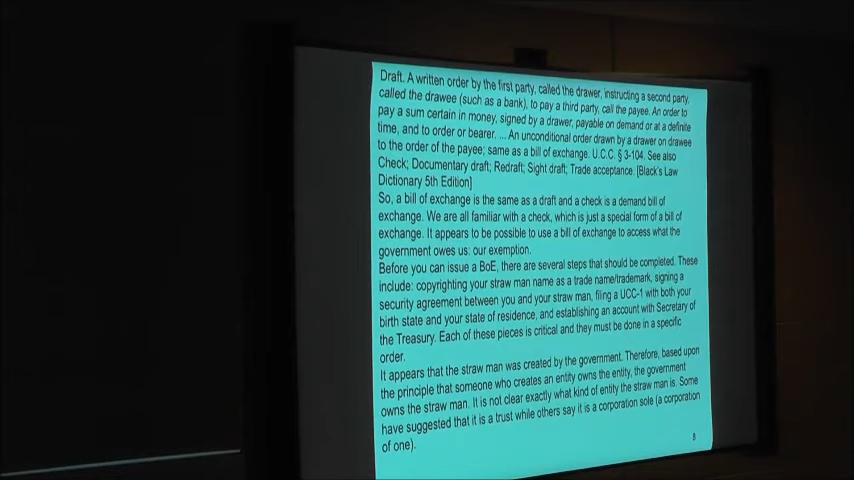 Draft. A written order by the first party, called the drawer, instructing a second party,
called the drawee (such as a bank), to pay a third party, call the payee. An order to
pay a sum certain in money, signed by a drawer, payable on demand or at a definite
time, and to order or bearer. ... An unconditional order drawn by a drawer on drawee
to the order of the payee; same as a bill of exchange. U.C.C. § 3-104. See also
Check; Documentary draft; Redraft; Sight draft; Trade acceptance. [Black's Law
Dictionary 5th Edition]
So, a bill of exchange is the same as a draft and a check is a demand bill of
exchange. We are all familiar with a check, which is just a special form of a bill of
exchange. It appears to be possible to use a bill of exchange to access what the
government owes us: our exemption.
Before you can issue a BoE, there are several steps that should be completed. These
include: copyrighting your straw man name as a trade name/trademark, signing a
security agreement between you and your straw man, filing a UCC-1 with both your
birth state and your state of residence, and establishing an account with Secretary of
the Treasury. Each of these pieces is critical and they must be done in a specific
order.
It appears that the straw man was created by the government. Therefore, based upon
the principle that someone who creates an entity owns the entity, the government
owns the straw man. It is not clear exactly what kind of entity the straw man is. Some
have suggested that it is a trust while others say it is a corporation sole (a corporation
of one).
8